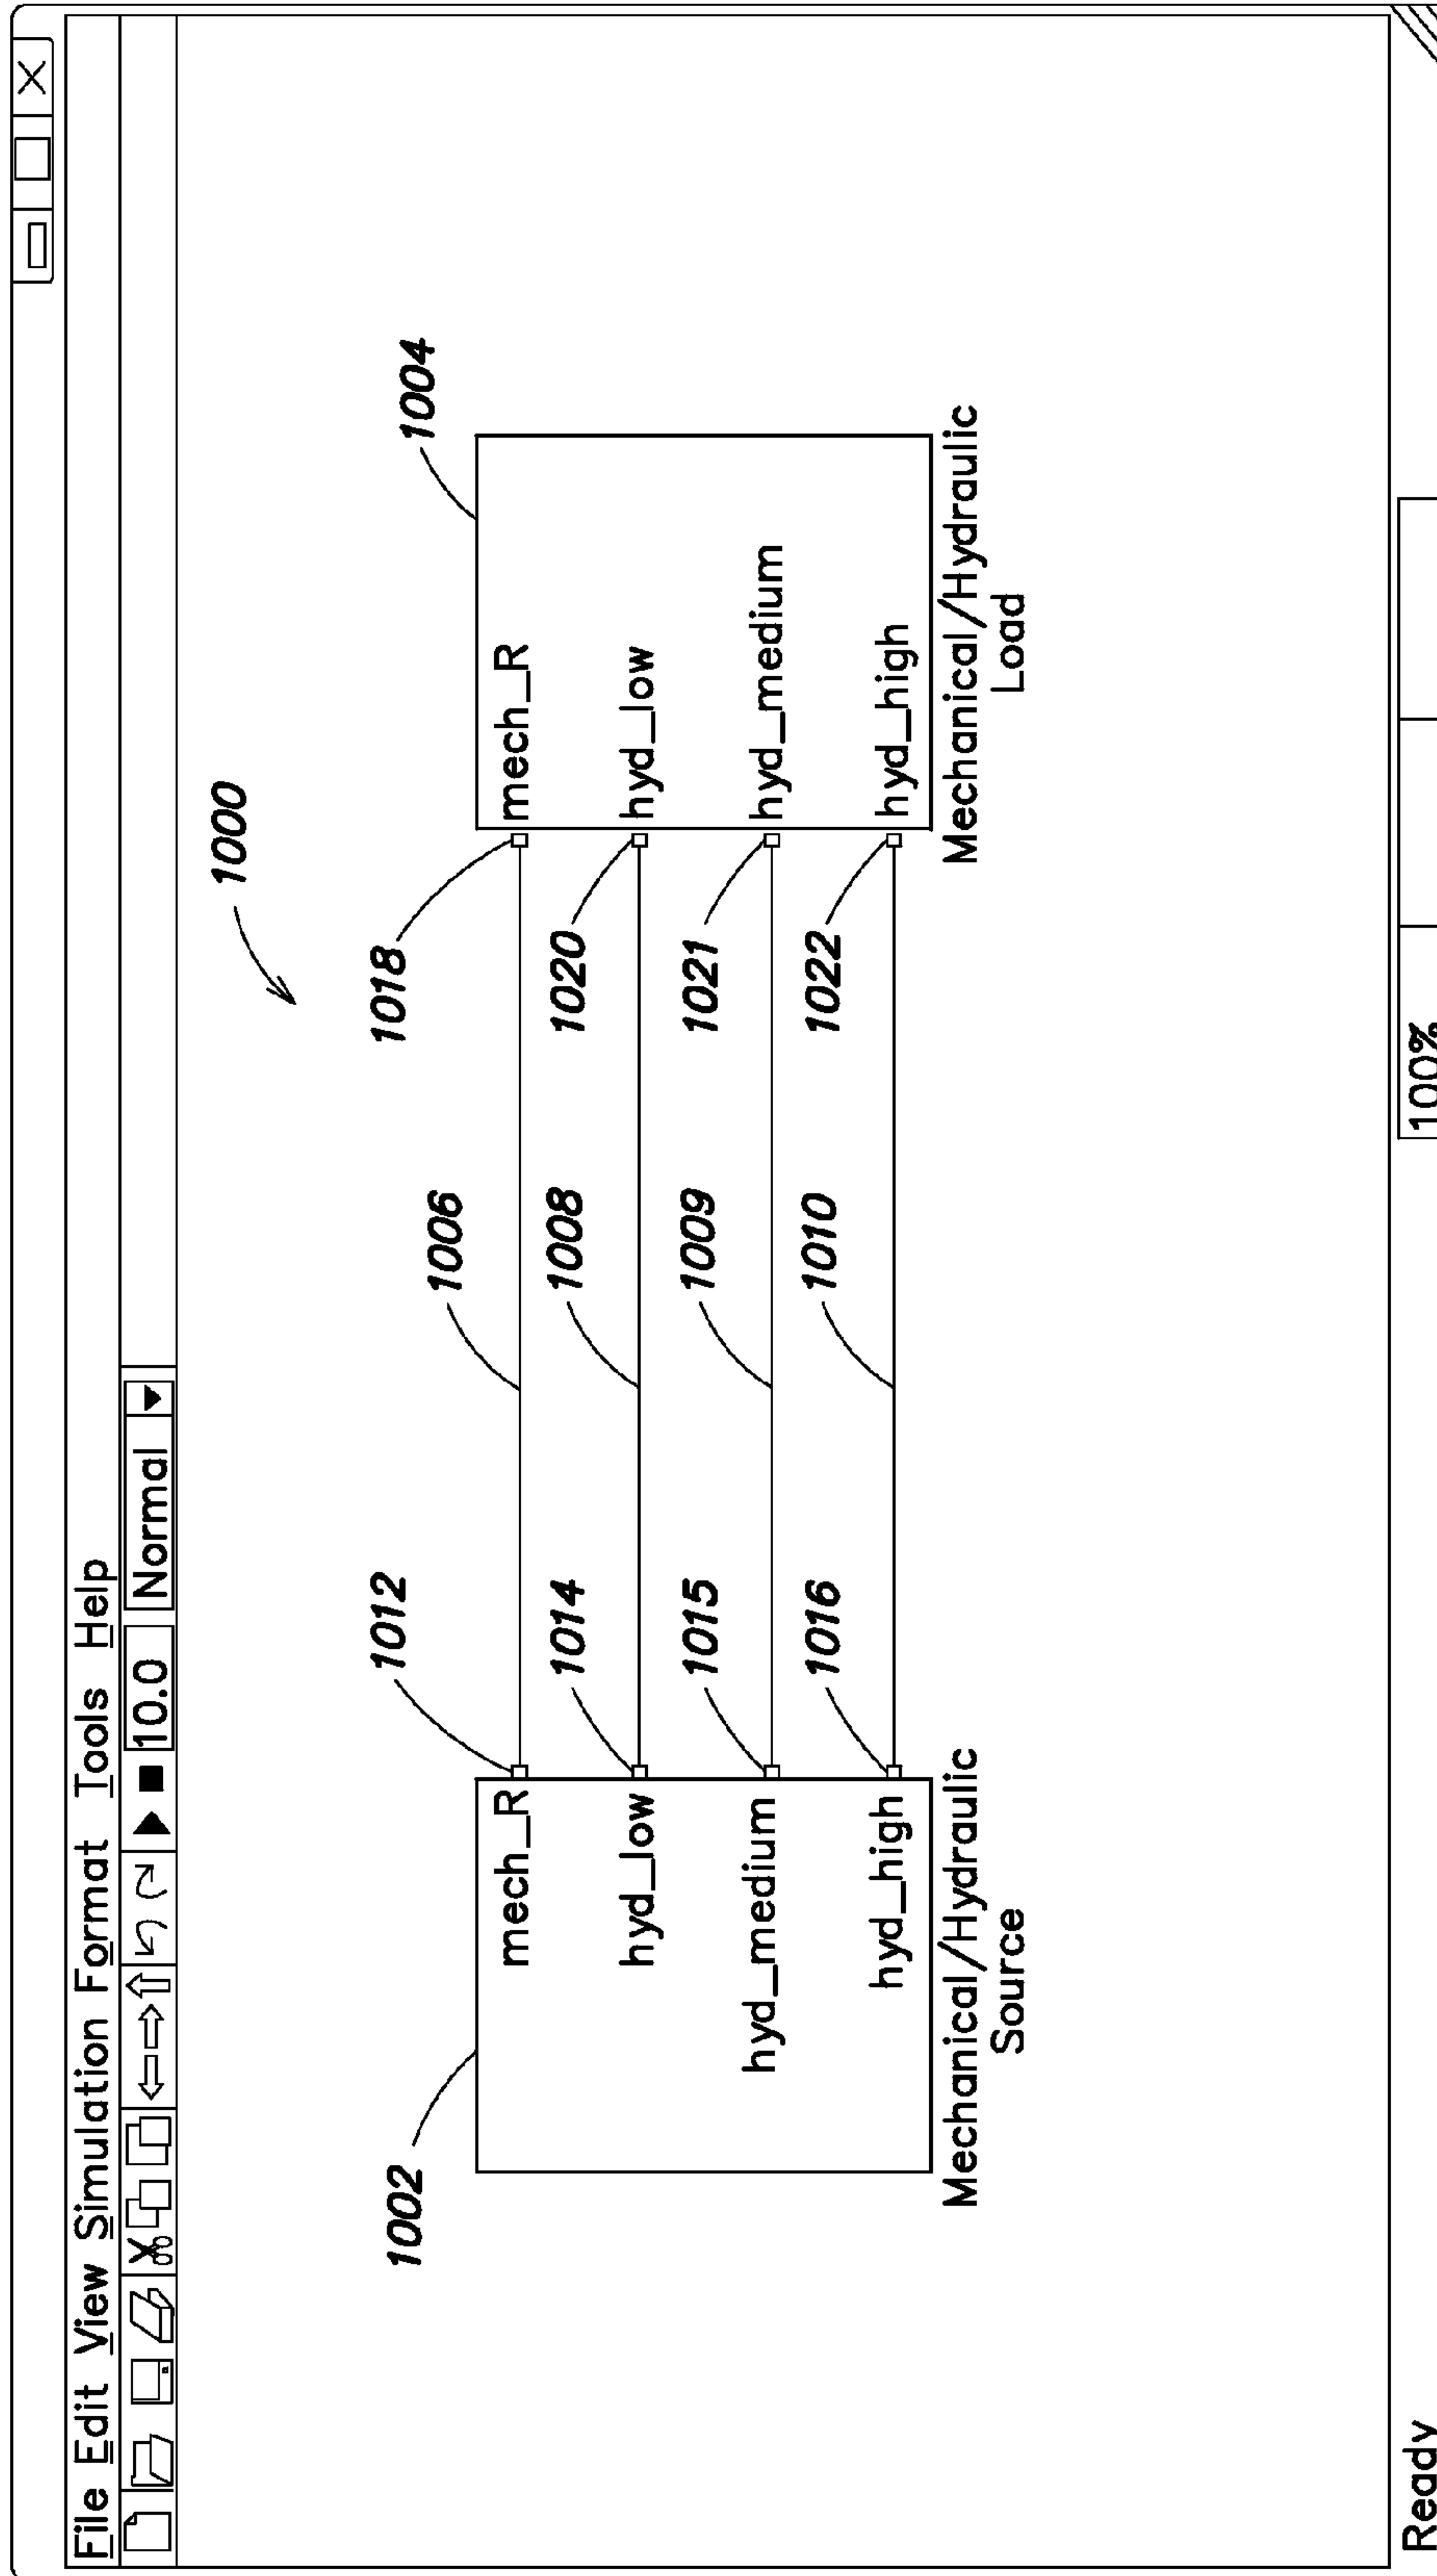 File Edit View Simulation Format Tools Help
10.0 Normal
1000
1002
1012
1006
1018
1004
mech_R
mech_R
1014
1008
1020
hyd_low
hyd_low
1015
1009
1021
hyd_medium
hyd_medium
1016
1010
1022
hyd_high
hyd_high
Mechanical/Hydraulic
Source
Mechanical/Hydraulic
Load
Ready
100%